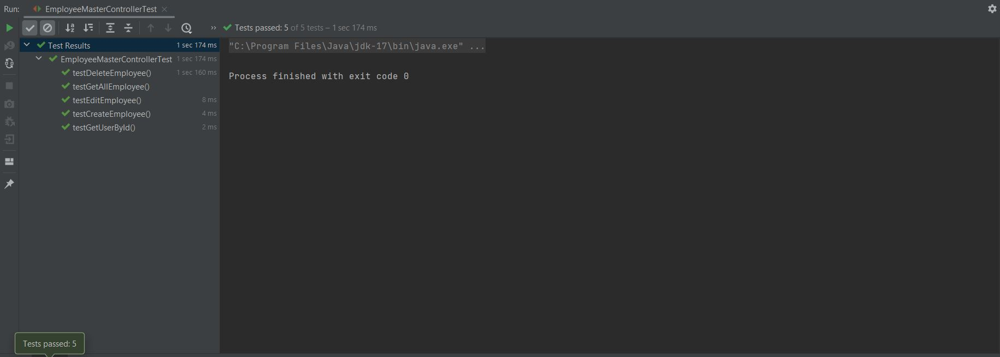 Run: EmployeeMasterControllerTest
Tests passed: 5 of 5 tests – 1 sec 174 ms
Test Results 1 sec 174 ms
EmployeeMasterControllerTest 1 sec 174 ms
testDeleteEmployee() 1 sec 160 ms
testGetAllEmployee()
testEditEmployee() 8 ms
testCreateEmployee() 4 ms
testGetUserById() 2 ms
"C:\Program Files\Java\jdk-17\bin\java.exe" ...
Process finished with exit code 0
Tests passed: 5